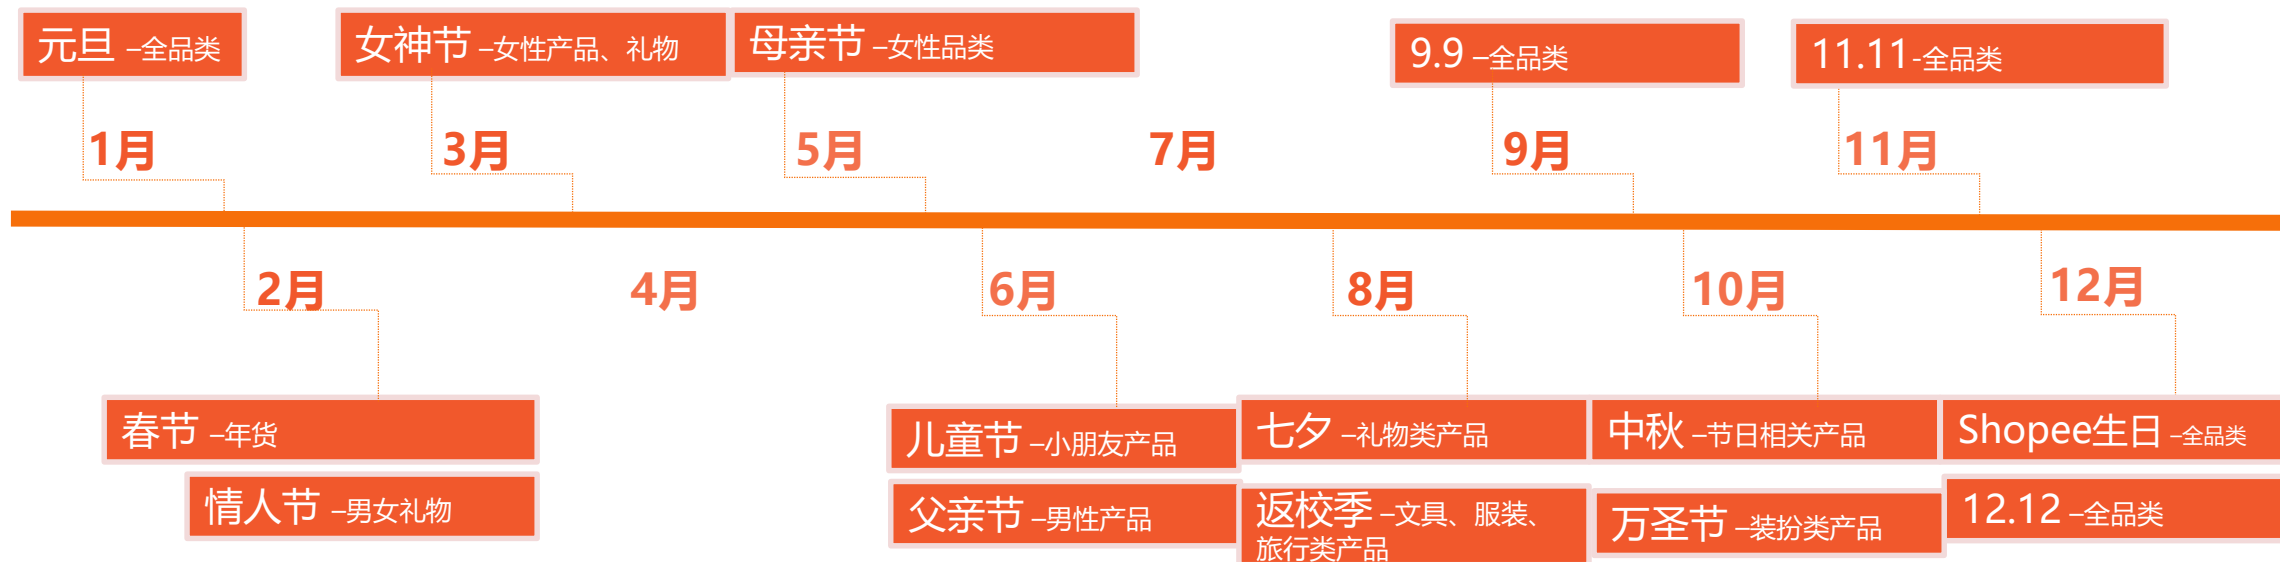 元旦 –全品类
女神节 –女性产品、礼物
母亲节 –女性品类
9.9 –全品类
11.11-全品类
1月
3月
5月
7月
9月
11月
2月
4月
6月
8月
10月
12月
春节 –年货
儿童节 –小朋友产品
七夕 –礼物类产品
中秋 –节日相关产品
Shopee生日 –全品类
情人节 –男女礼物
父亲节 –男性产品
返校季 –文具、服装、
旅行类产品
万圣节 –装扮类产品
12.12 –全品类